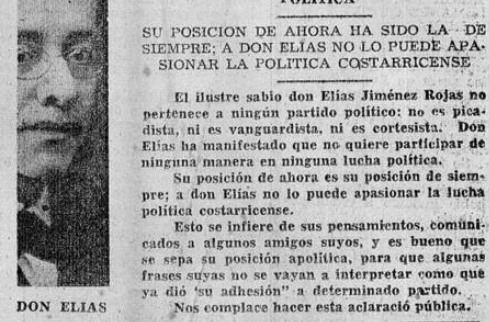 POLITICA
SU POSICION DE AHORA HA SIDO LA DE
SIEMPRE; A DON ELIAS NO LO PUEDE APA-
SIONAR LA POLITICA COSTARRICENSE
El ilustre sabio don Elías Jiménez Rojas no
pertenece a ningún partido político: no es pica-
dista, ni es vanguardista, ni es cortesista. Don
Elías ha manifestado que no quiere participar de
ninguna manera en ninguna lucha política.
Su posición de ahora es su posición de siem-
pre; a don Elías no lo puede apasionar la lucha
política costarricense.
Esto se infiere de sus pensamientos, comuni-
cados a algunos amigos suyos, y es bueno que
se sepa su posición apolítica, para que algunas
frases suyas no se vayan a interpretar como que
ya dió 'su adhesión" a determinado partido.
Nos complace hacer esta aclaració pública.
DON ELIAS